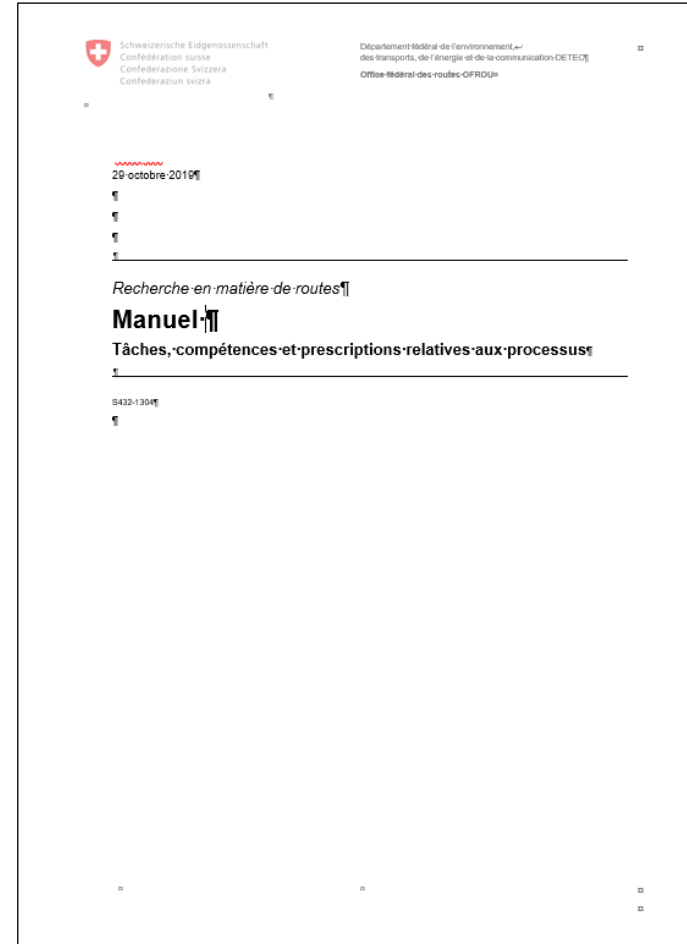 Schweizerische Eidgenossenschaft
Confédération suisse
Confederazione Svizzera
Confederaziun svizra
Département fédéral de l'environnement,
des transports, de l'énergie et de la communication DETEC
Office fédéral des routes OFROU
29 octobre 2019
Recherche en matière de routes
Manuel
Tâches, compétences et prescriptions relatives aux processus
S432-1304